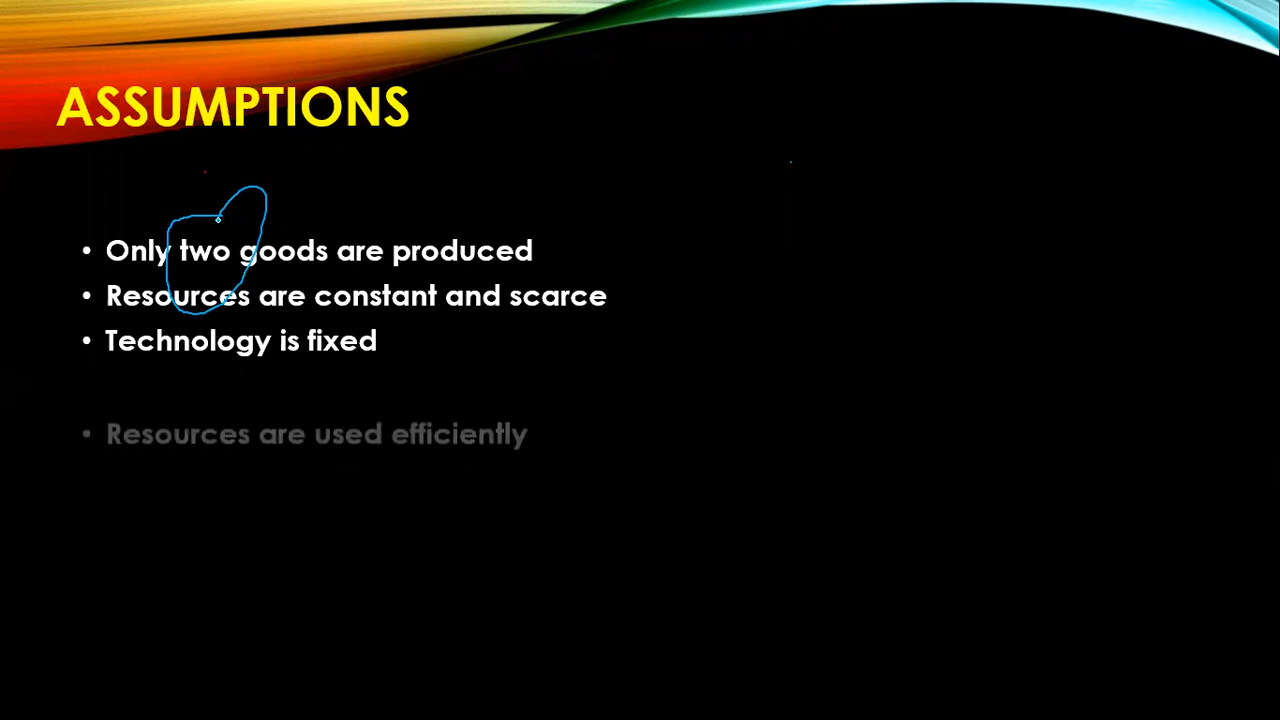 ASSUMPTIONS
• Only two goods are produced
• Resources are constant and scarce
• Technology is fixed
• Resources are used efficiently